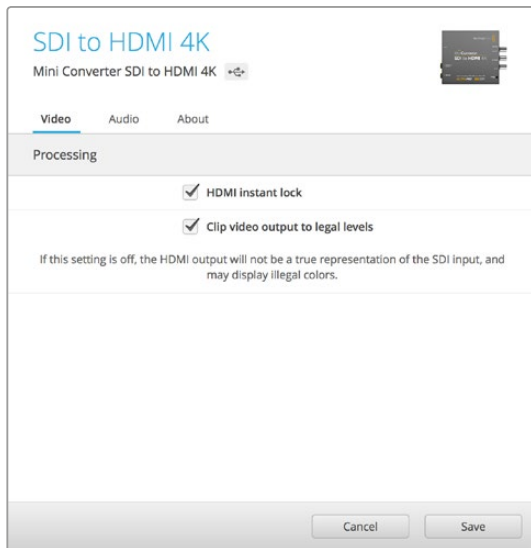 SDI to HDMI 4K
Mini Converter SDI to HDMI 4K
Video Audio About
Processing
HDMI instant lock
Clip video output to legal levels
If this setting is off, the HDMI output will not be a true representation of the SDI input, and
may display illegal colors.
Cancel Save